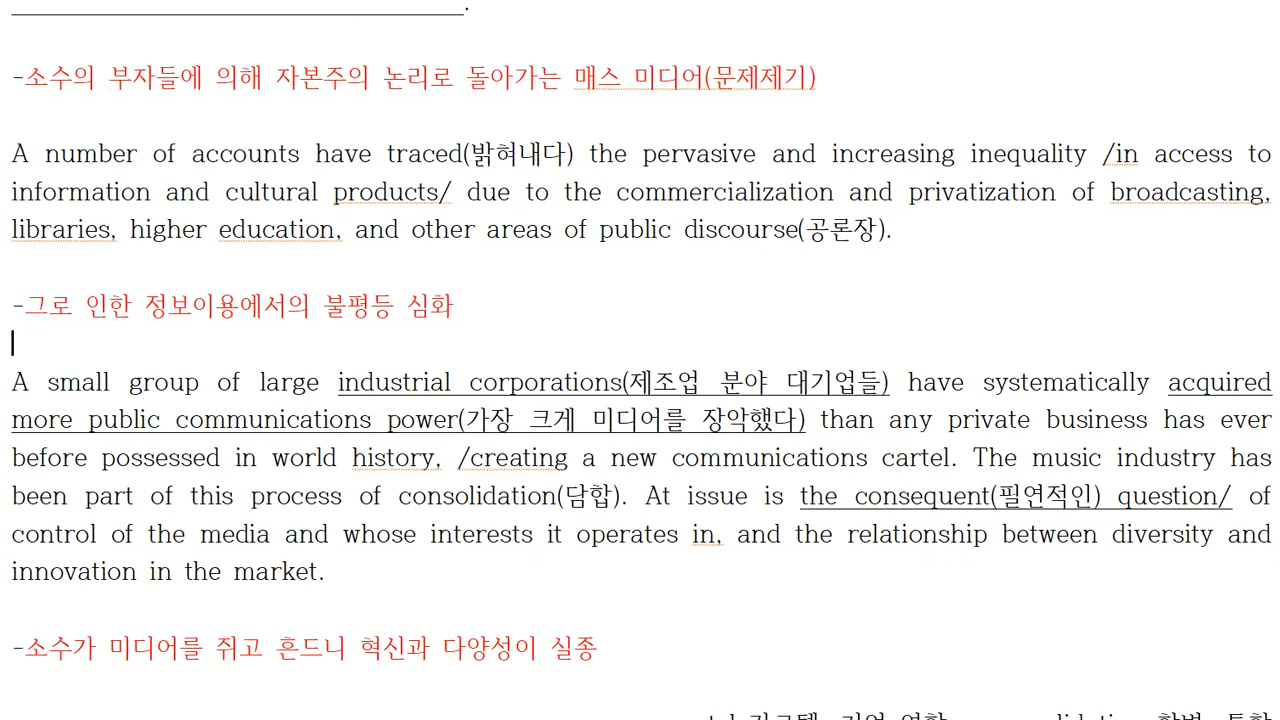 -소수의 부자들에 의해 자본주의 논리로 돌아가는 매스 미디어(문제제기)
A number of accounts have traced(밝혀내다) the pervasive and increasing inequality /in access to
information and cultural products/ due to the commercialization and privatization of broadcasting,
libraries, higher education, and other areas of public discourse(공론장).
-그로 인한 정보이용에서의 불평등 심화
A small group of large industrial corporations(제조업 분야 대기업들) have systematically acquired
more public communications power(가장 크게 미디어를 장악했다) than any private business has ever
before possessed in world history, /creating a new communications cartel. The music industry has
been part of this process of consolidation(담합). At issue is the consequent(필연적인) question/ of
control of the media and whose interests it operates in, and the relationship between diversity and
innovation in the market.
-소수가 미디어를 쥐고 흔드니 혁신과 다양성이 실종